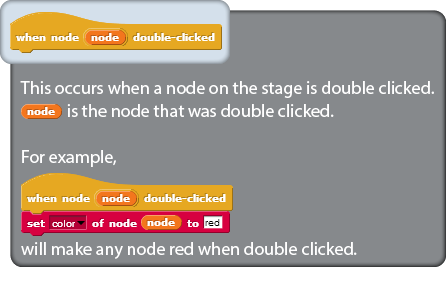 when node node double-clicked
This occurs when a node on the stage is double clicked.
node is the node that was double clicked.
For example,
when node node double-clicked
set color of node node to red
will make any node red when double clicked.